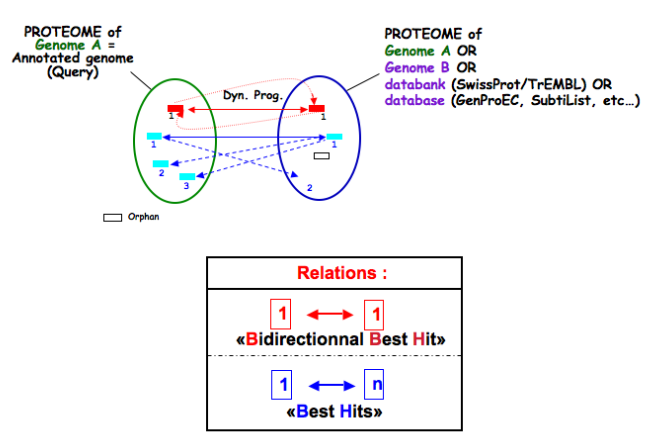 PROTEOME of
Genome A =
Annotated genome
(Query)
PROTEOME of
Genome A OR
Genome B OR
databank (SwissProt/TrEMBL) OR
database (GenProEC, SubtiList, etc...)
Dyn. Prog.
1
1
1
1
2
3
2
Orphan
Relations :
1 1
«Bidirectionnal Best Hit»
1 n
«Best Hits»